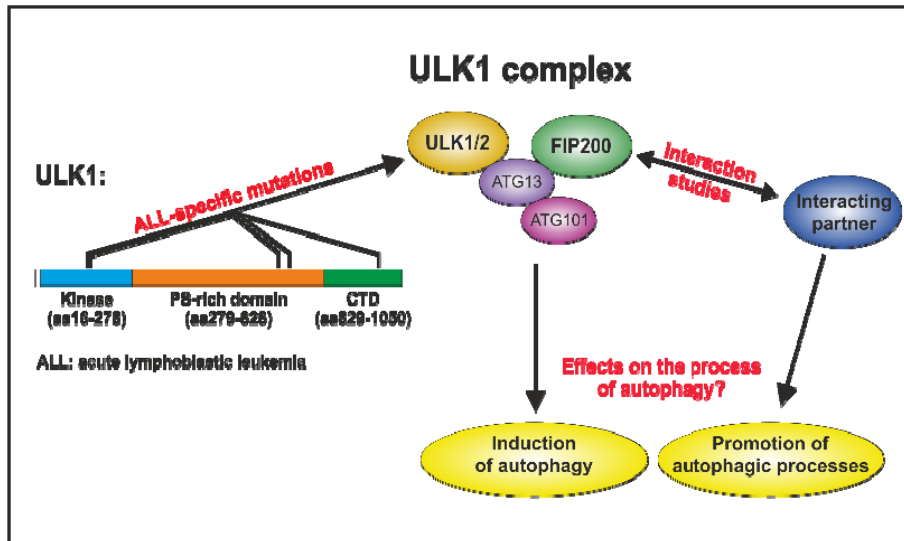 ULK1 complex
ULK1/2
FIP200
ATG13
ATG101
Interaction
studies
Interacting
partner
ULK1:
ALL-specific mutations
Kinase
(aa16-278)
PS-rich domain
(aa279-828)
CTD
(aa829-1050)
ALL: acute lymphoblastic leukemia
Effects on the process
of autophagy?
Induction
of autophagy
Promotion of
autophagic processes